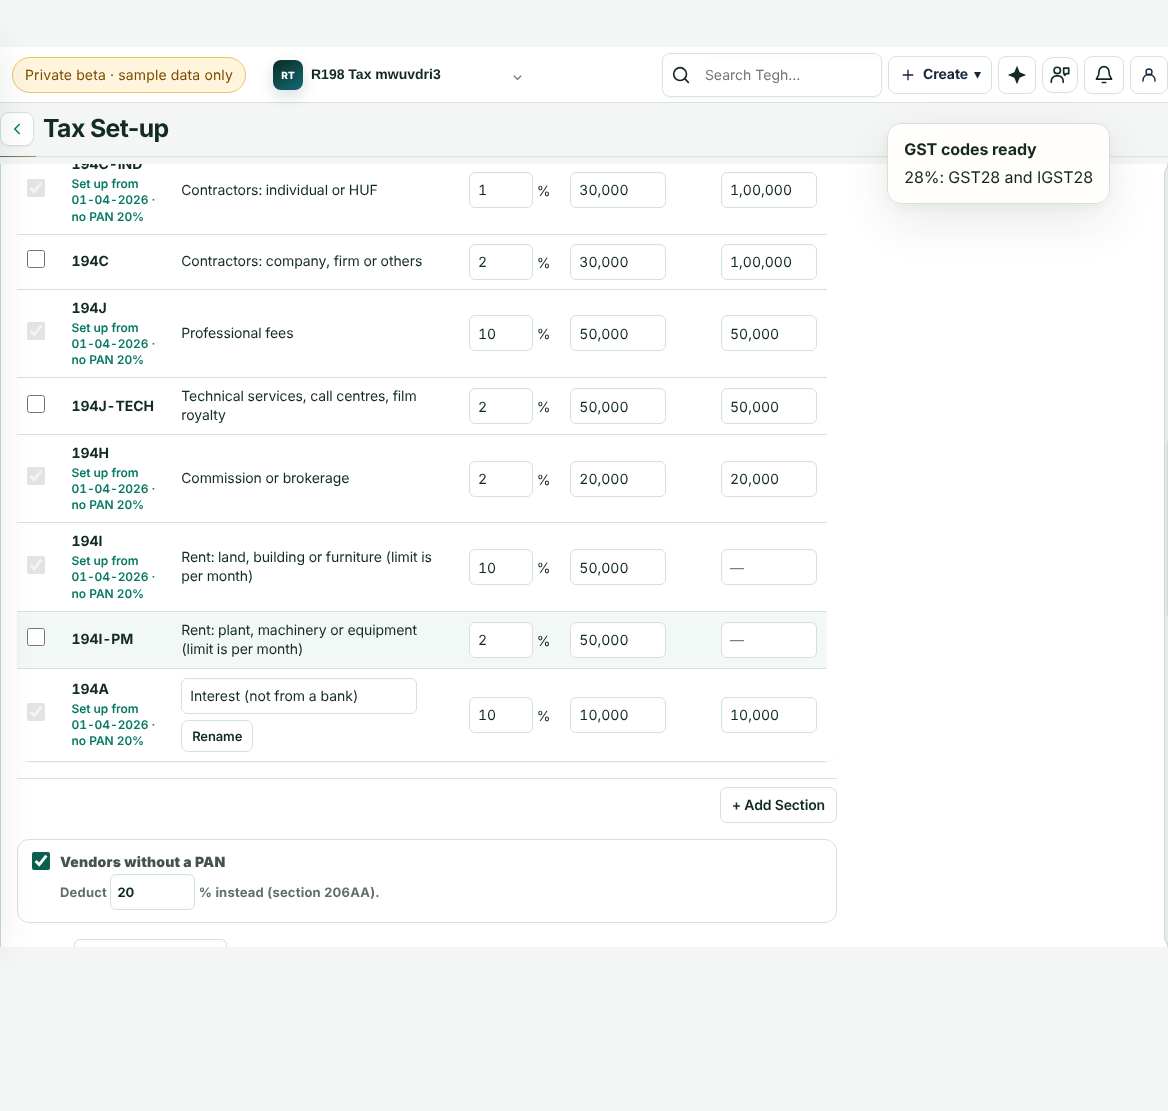 Private beta · sample data only
RT
R198 Tax mwuvdri3
Search Tegh...
+ Create ▾
Tax Set-up
GST codes ready
28%: GST28 and IGST28
194C-IND
Set up from
01-04-2026 ·
no PAN 20%
Contractors: individual or HUF
1 %
30,000
1,00,000
194C
Contractors: company, firm or others
2 %
30,000
1,00,000
194J
Set up from
01-04-2026 ·
no PAN 20%
Professional fees
10 %
50,000
50,000
194J-TECH
Technical services, call centres, film
royalty
2 %
50,000
50,000
194H
Set up from
01-04-2026 ·
no PAN 20%
Commission or brokerage
2 %
20,000
20,000
194I
Set up from
01-04-2026 ·
no PAN 20%
Rent: land, building or furniture (limit is
per month)
10 %
50,000
—
194I-PM
Rent: plant, machinery or equipment
(limit is per month)
2 %
50,000
—
194A
Set up from
01-04-2026 ·
no PAN 20%
Interest (not from a bank)
Rename
10 %
10,000
10,000
+ Add Section
Vendors without a PAN
Deduct 20 % instead (section 206AA).